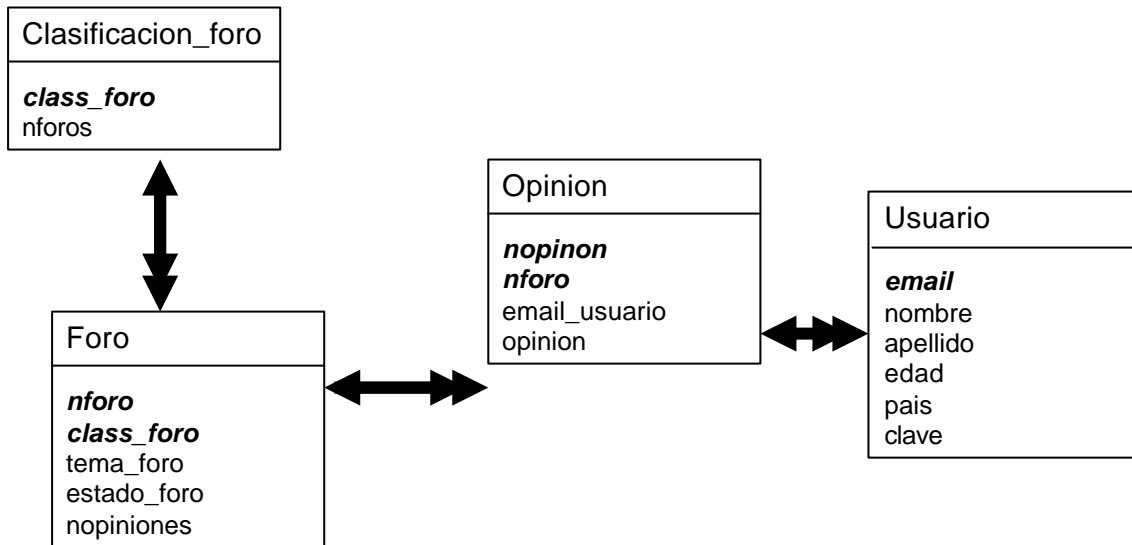 Clasificacion_foro
class_foro
nforos
Opinion
nopinon
nforo
email_usuario
opinion
Usuario
email
nombre
apellido
edad
pais
clave
Foro
nforo
class_foro
tema_foro
estado_foro
nopiniones